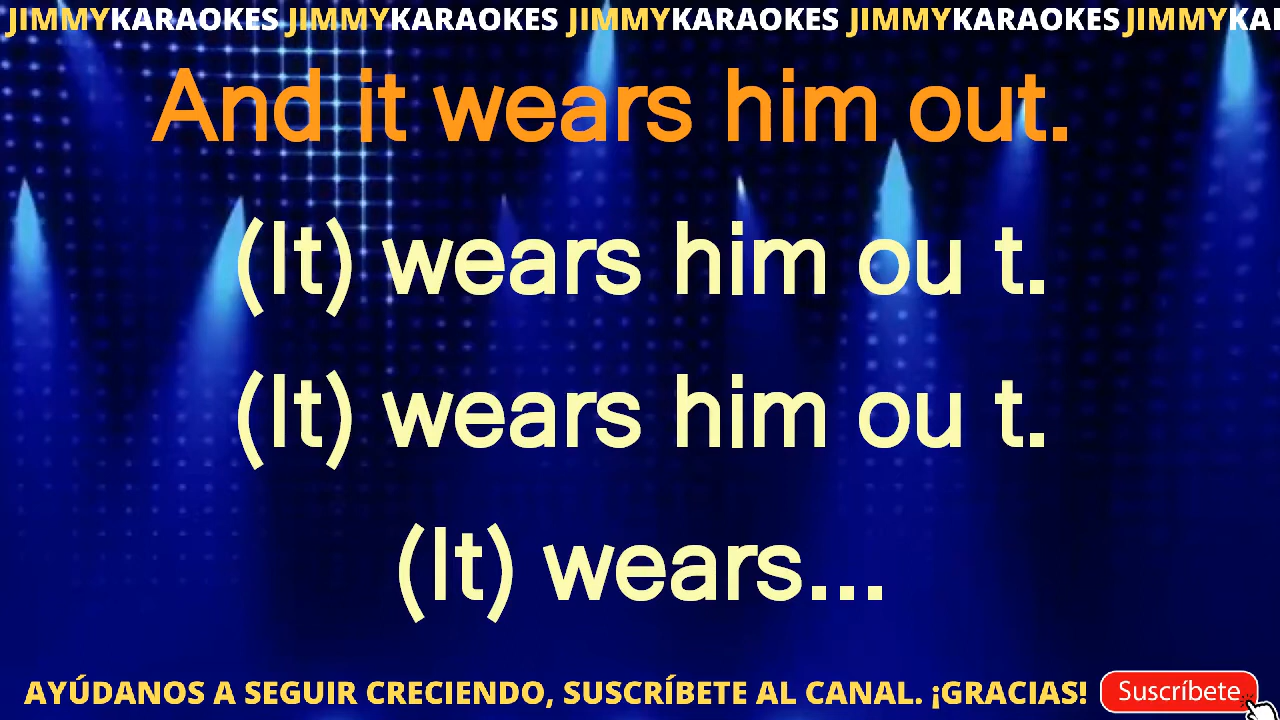 JIMMYKARAOKES JIMMYKARAOKES JIMMYKARAOKES JIMMYKA
And it wears him out.
(It) wears him ou t.
(It) wears him ou t.
(It) wears...
AYÚDANOS A SEGUIR CRECIENDO, SUSCRÍBETE AL CANAL. ¡GRACIAS! Suscríbete